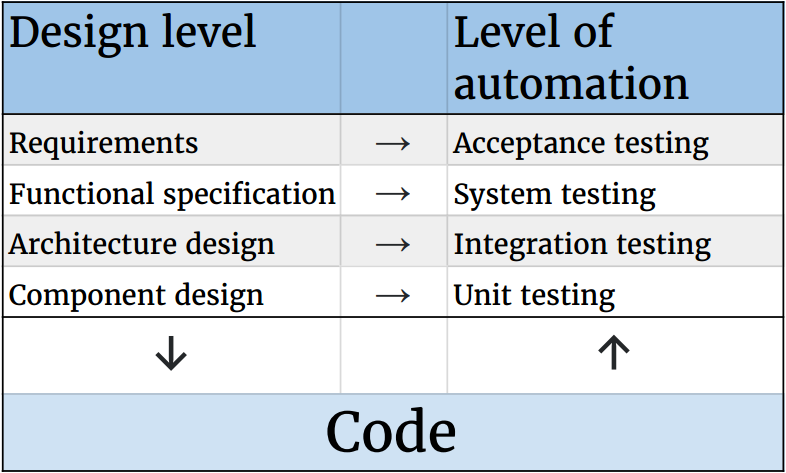 Design level
Level of
automation
Requirements → Acceptance testing
Functional specification → System testing
Architecture design → Integration testing
Component design → Unit testing
↓ ↑
Code